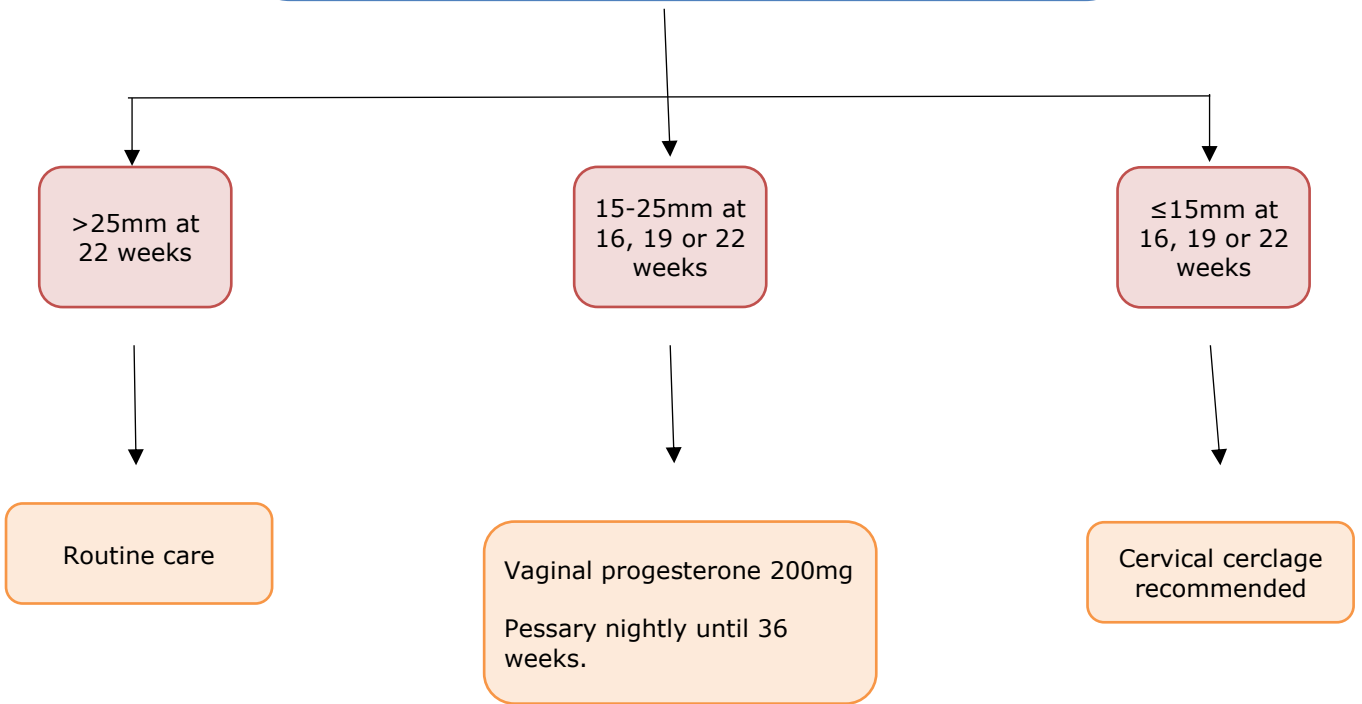 >25mm at
22 weeks
15-25mm at
16, 19 or 22
weeks
≤15mm at
16, 19 or 22
weeks
Routine care
Vaginal progesterone 200mg
Pessary nightly until 36
weeks.
Cervical cerclage
recommended